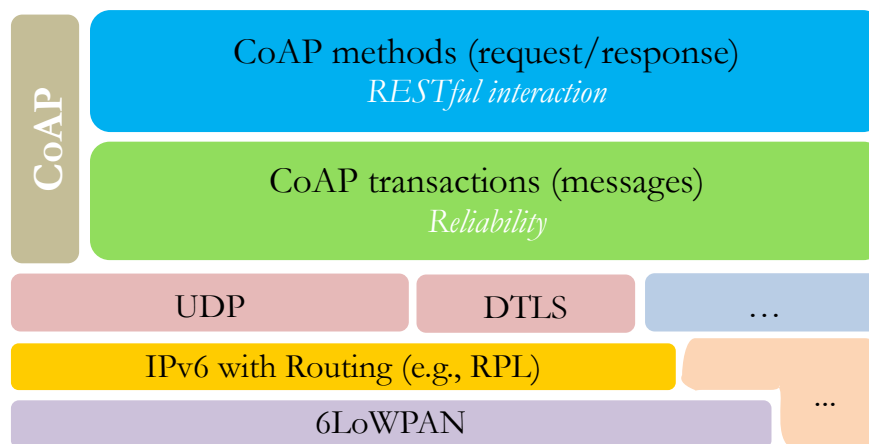 CoAP
CoAP methods (request/response)
RESTful interaction
CoAP transactions (messages)
Reliability
UDP
DTLS
…
IPv6 with Routing (e.g., RPL)
...
6LoWPAN